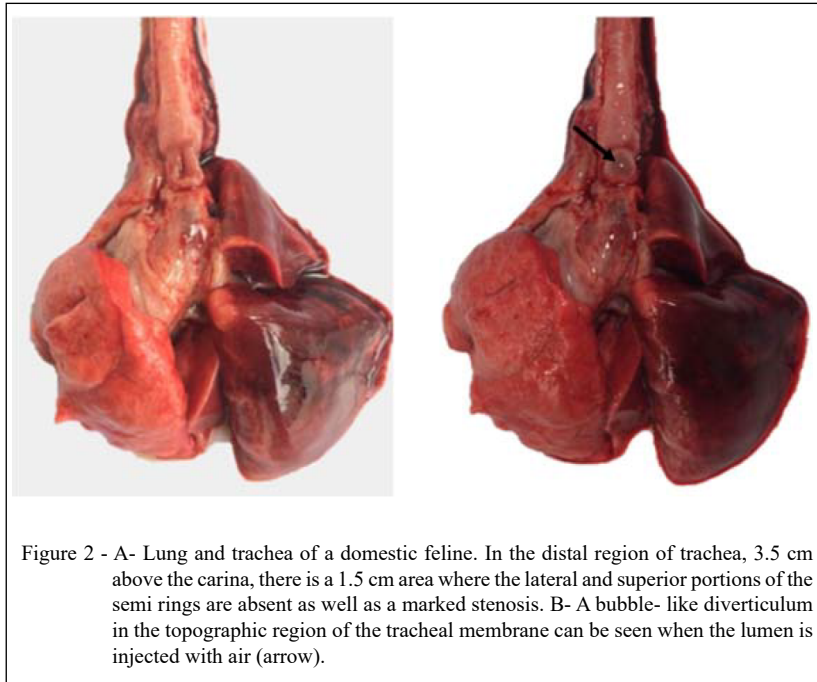 Figure 2 - A- Lung and trachea of a domestic feline. In the distal region of trachea, 3.5 cm
above the carina, there is a 1.5 cm area where the lateral and superior portions of the
semi rings are absent as well as a marked stenosis. B- A bubble- like diverticulum
in the topographic region of the tracheal membrane can be seen when the lumen is
injected with air (arrow).